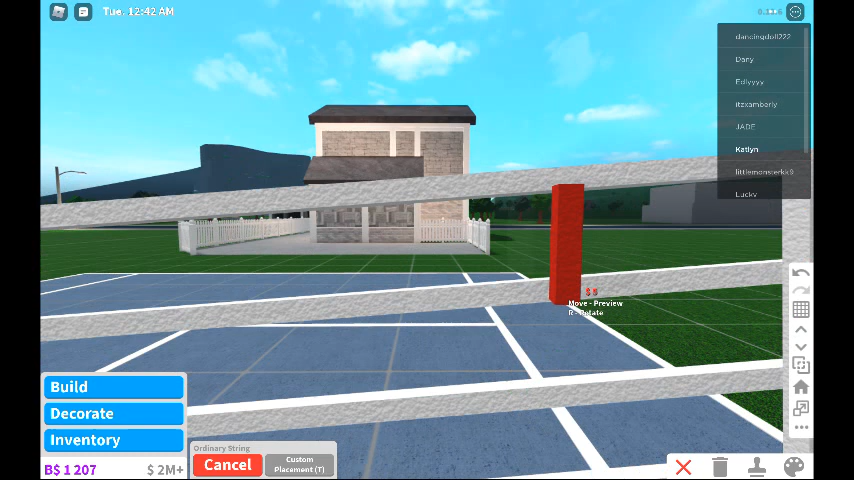 Tue. 12:42 AM
dancingdoll222
Dany
Edlyyyy
itzxamberly
JADE
Katlyn
littlemonsterkk9
Lucky
$ 5
Move - Preview
R - Rotate
Build
Decorate
Inventory
B$ 1 207
$ 2M+
Ordinary String
Cancel
Custom
Placement (T)